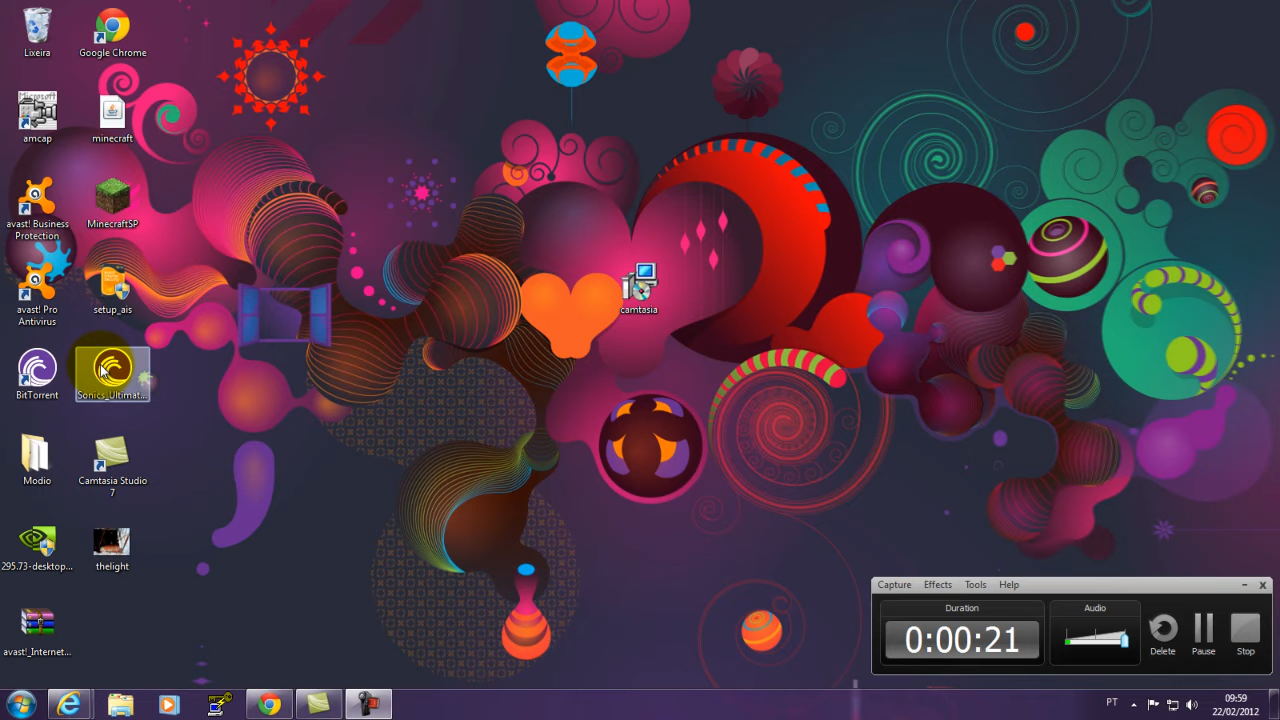 Lixeira
Google Chrome
Microsoft
amcap
minecraft
avast! Business
Protection
MinecraftSP
avast! Pro
Antivirus
setup_ais
camtasia
BitTorrent
Sonics_Ultimat...
Modio
Camtasia Studio
7
295.73-desktop...
thelight
avast!_Internet...
Capture
Effects
Tools
Help
Duration
Audio
0:00:21
Delete
Pause
Stop
PT
09:59
22/02/2012